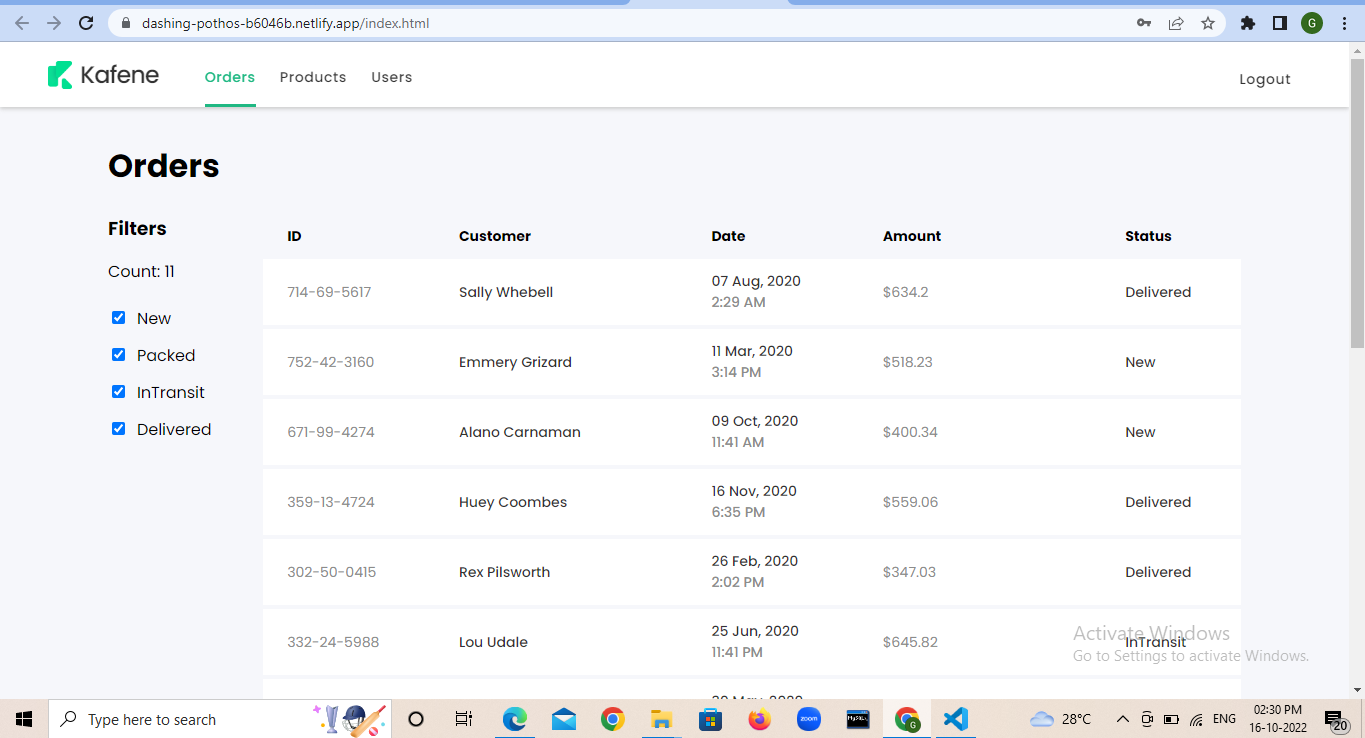 dashing-pothos-b6046b.netlify.app/index.html
G
Kafene
Orders Products Users
Logout
Orders
Filters
Count: 11
New
Packed
InTransit
Delivered
ID Customer Date Amount Status
714-69-5617 Sally Whebell 07 Aug, 2020 $634.2 Delivered
2:29 AM
752-42-3160 Emmery Grizard 11 Mar, 2020 $518.23 New
3:14 PM
671-99-4274 Alano Carnaman 09 Oct, 2020 $400.34 New
11:41 AM
359-13-4724 Huey Coombes 16 Nov, 2020 $559.06 Delivered
6:35 PM
302-50-0415 Rex Pilsworth 26 Feb, 2020 $347.03 Delivered
2:02 PM
332-24-5988 Lou Udale 25 Jun, 2020 $645.82 InTransit
11:41 PM
Activate Windows
Go to Settings to activate Windows.
Type here to search
zoom
MySQL
G
28°C
ENG
02:30 PM
16-10-2022
20